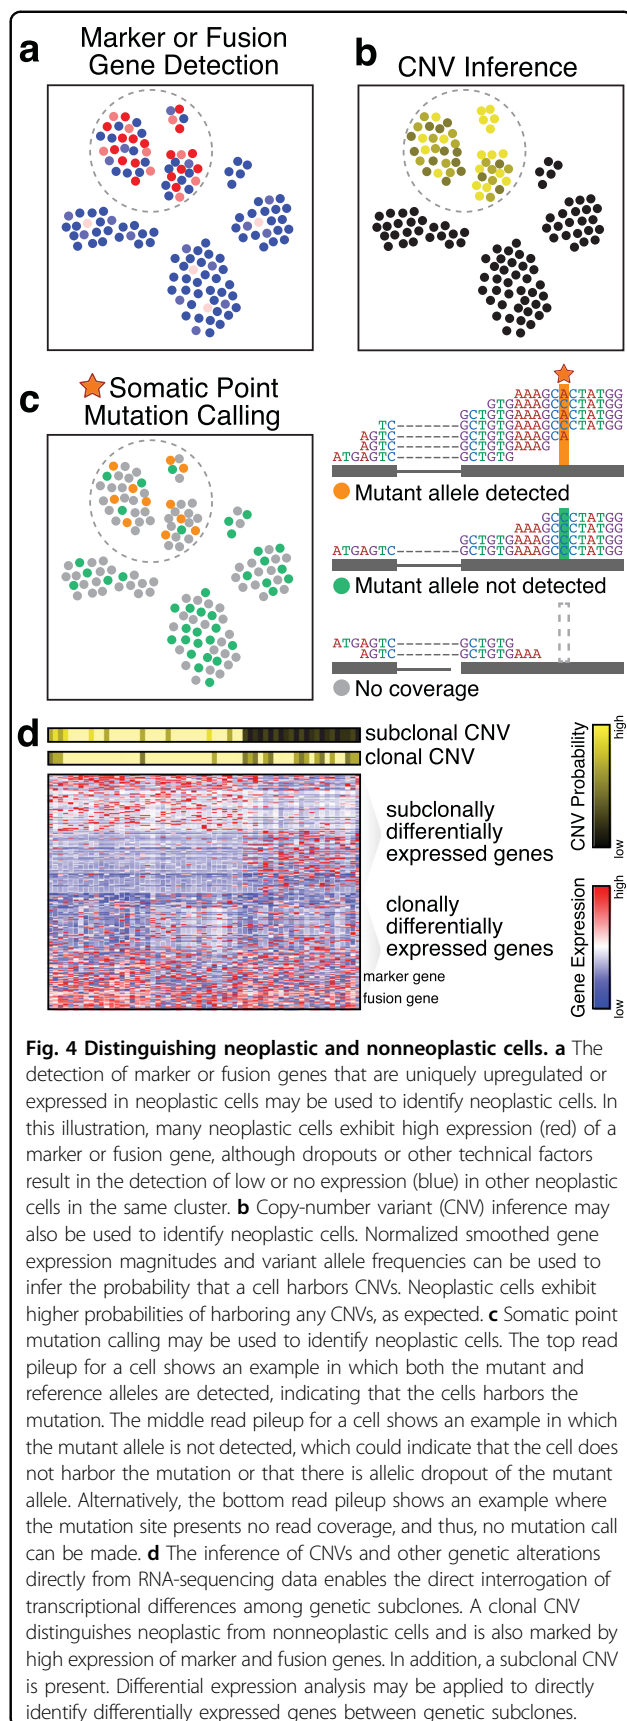 a
Marker or Fusion
Gene Detection
b
CNV Inference
c
Somatic Point
Mutation Calling
AAAGCACTATGG
GTGAAAGCCCTATGG
GCTGTGAAAGCACTATGG
TC-------GCTGTGAAAGCCCTATGG
AGTC-------GCTGTGAAAGCA
AGTC-------GCTGTGAAAG
ATGAGTC-------GCTGTG
Mutant allele detected
GCCCTATGG
AAAGCCCTATGG
GCTGTGAAAGCCCTATGG
ATGAGTC-------GCTGTGAAAGCCCTATGG
Mutant allele not detected
ATGAGTC-------GCTGTG
AGTC-------GCTGTGAAA
No coverage
d
subclonal CNV
clonal CNV
subclonally
differentially
expressed genes
clonally
differentially
expressed genes
marker gene
fusion gene
CNV Probability
high
low
Gene Expression
high
low
Fig. 4 Distinguishing neoplastic and nonneoplastic cells. a The
detection of marker or fusion genes that are uniquely upregulated or
expressed in neoplastic cells may be used to identify neoplastic cells. In
this illustration, many neoplastic cells exhibit high expression (red) of a
marker or fusion gene, although dropouts or other technical factors
result in the detection of low or no expression (blue) in other neoplastic
cells in the same cluster. b Copy-number variant (CNV) inference may
also be used to identify neoplastic cells. Normalized smoothed gene
expression magnitudes and variant allele frequencies can be used to
infer the probability that a cell harbors CNVs. Neoplastic cells exhibit
higher probabilities of harboring any CNVs, as expected. c Somatic point
mutation calling may be used to identify neoplastic cells. The top read
pileup for a cell shows an example in which both the mutant and
reference alleles are detected, indicating that the cells harbors the
mutation. The middle read pileup for a cell shows an example in which
the mutant allele is not detected, which could indicate that the cell does
not harbor the mutation or that there is allelic dropout of the mutant
allele. Alternatively, the bottom read pileup shows an example where
the mutation site presents no read coverage, and thus, no mutation call
can be made. d The inference of CNVs and other genetic alterations
directly from RNA-sequencing data enables the direct interrogation of
transcriptional differences among genetic subclones. A clonal CNV
distinguishes neoplastic from nonneoplastic cells and is also marked by
high expression of marker and fusion genes. In addition, a subclonal CNV
is present. Differential expression analysis may be applied to directly
identify differentially expressed genes between genetic subclones.